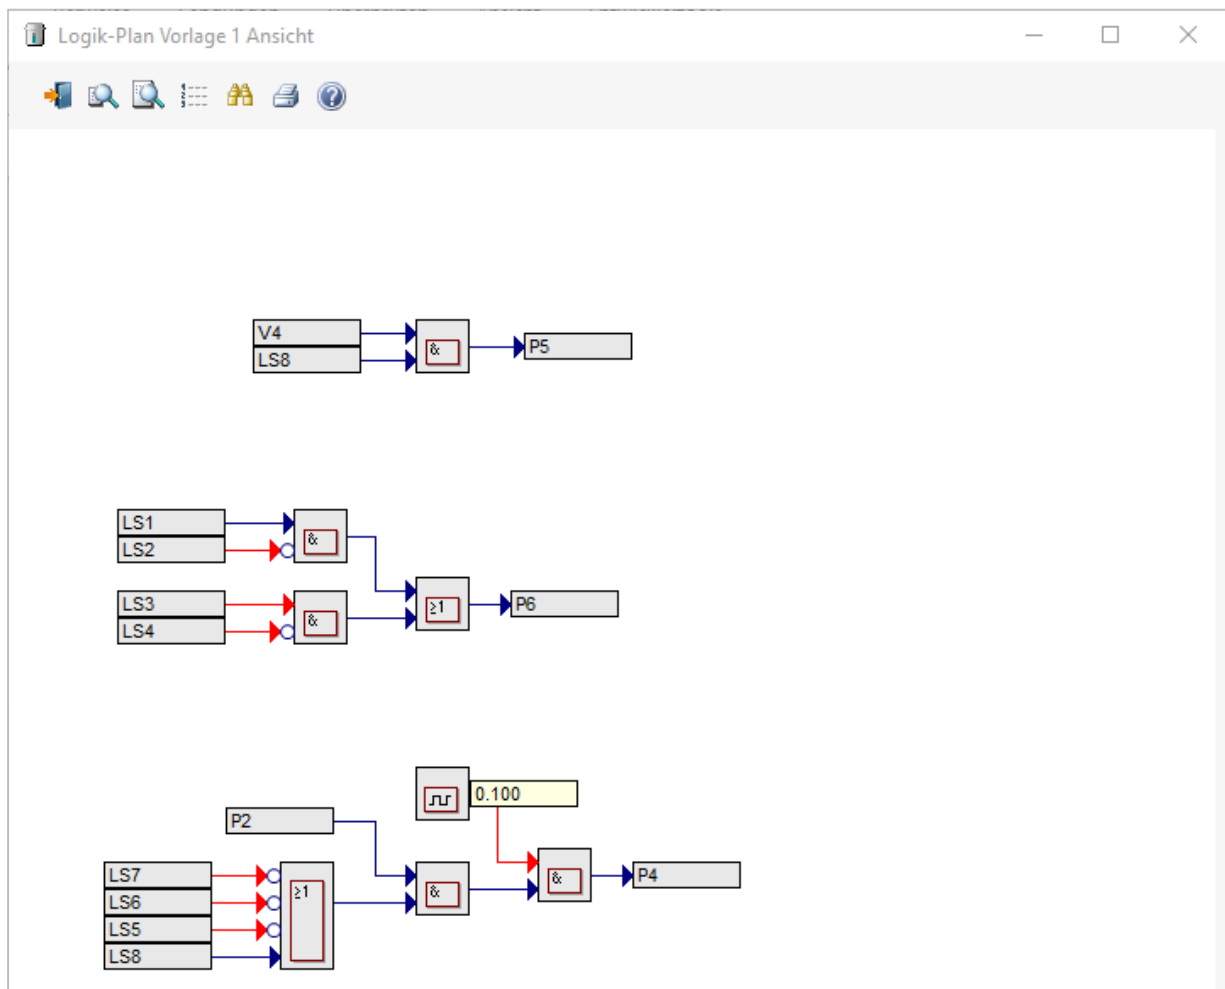 Logik-Plan Vorlage 1 Ansicht
V4
LS8
&
P5
LS1
LS2
&
LS3
LS4
&
≥1
P6
0.100
P2
LS7
LS6
LS5
LS8
≥1
&
&
P4